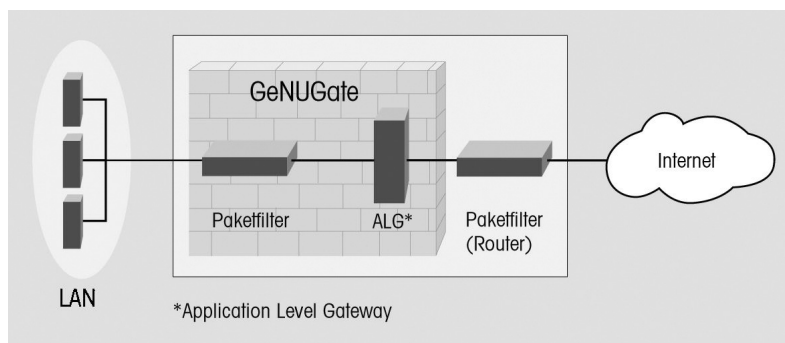 GeNUGate
Internet
Paketfilter
ALG*
Paketfilter
(Router)
LAN
*Application Level Gateway